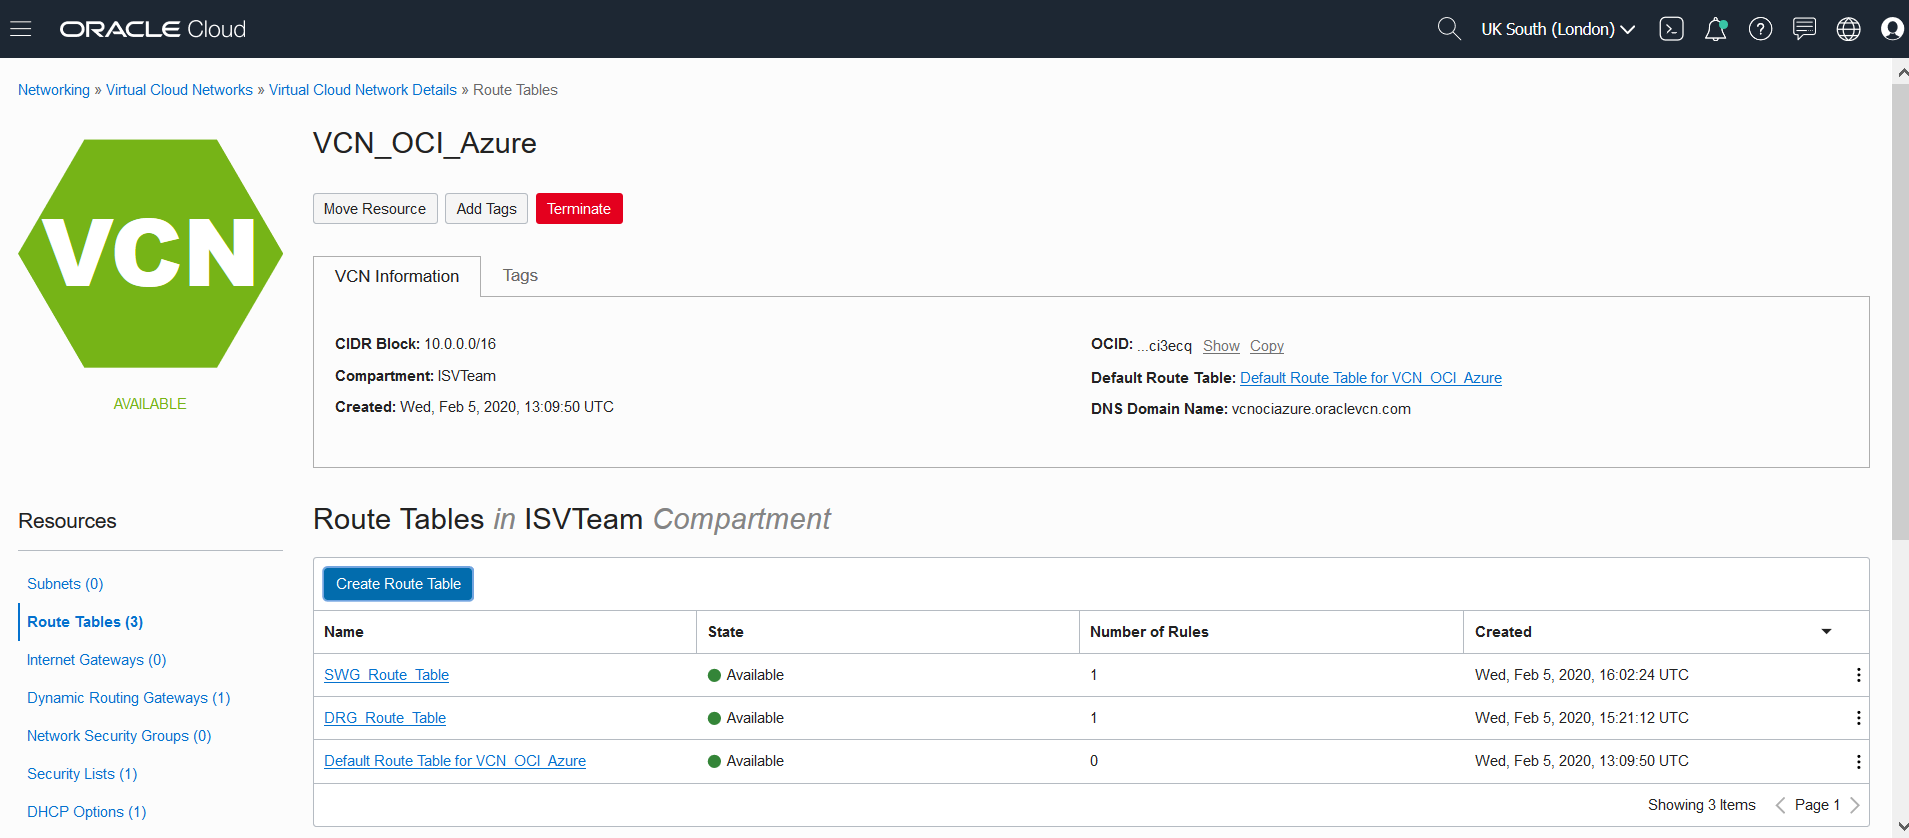 ORACLE Cloud
UK South (London)
Networking » Virtual Cloud Networks » Virtual Cloud Network Details » Route Tables
VCN
AVAILABLE
VCN_OCI_Azure
Move Resource Add Tags Terminate
VCN Information Tags
CIDR Block: 10.0.0.0/16
Compartment: ISVTeam
Created: Wed, Feb 5, 2020, 13:09:50 UTC
OCID: ...ci3ecq Show Copy
Default Route Table: Default Route Table for VCN_OCI_Azure
DNS Domain Name: vcnociazure.oraclevcn.com
Resources
Subnets (0)
Route Tables (3)
Internet Gateways (0)
Dynamic Routing Gateways (1)
Network Security Groups (0)
Security Lists (1)
DHCP Options (1)
Route Tables in ISVTeam Compartment
Create Route Table
Name State Number of Rules Created
SWG_Route_Table Available 1 Wed, Feb 5, 2020, 16:02:24 UTC
DRG_Route_Table Available 1 Wed, Feb 5, 2020, 15:21:12 UTC
Default Route Table for VCN_OCI_Azure Available 0 Wed, Feb 5, 2020, 13:09:50 UTC
Showing 3 Items Page 1